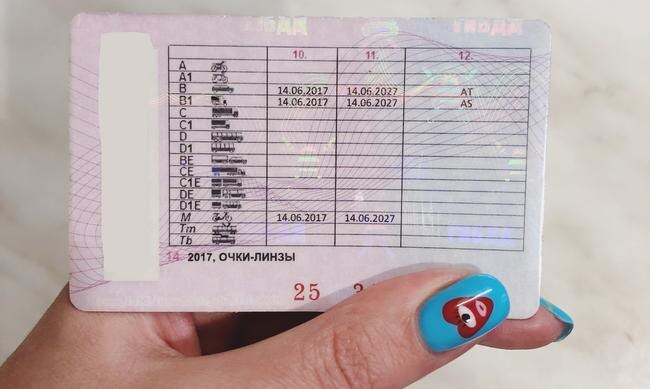 10. 11. 12.
A
A1
B 14.06.2017 14.06.2027 AT
B1 14.06.2017 14.06.2027 AS
C
C1
D
D1
BE
CE
C1E
DE
D1E
M 14.06.2017 14.06.2027
Tm
Tb
14. 2017, ОЧКИ-ЛИНЗЫ
25